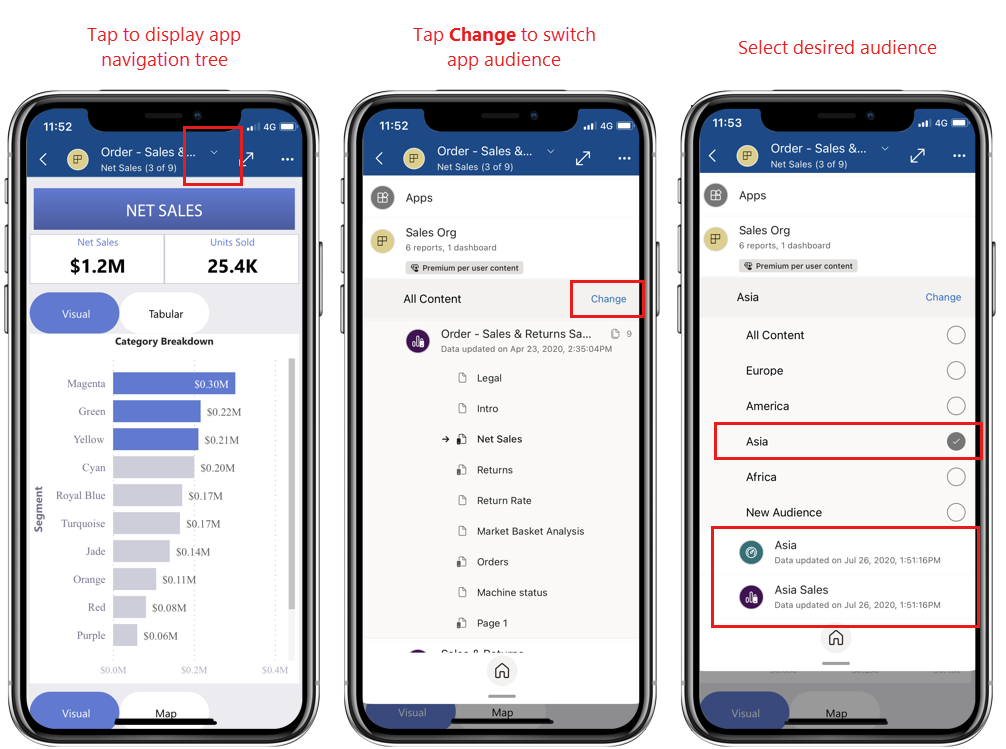 Tap to display app
navigation tree
11:52
4G
Order - Sales &...
Net Sales (3 of 9)
NET SALES
Net Sales
$1.2M
Units Sold
25.4K
Visual
Tabular
Category Breakdown
Segment
Magenta
$0.30M
Green
$0.22M
Yellow
$0.21M
Cyan
$0.20M
Royal Blue
$0.17M
Turquoise
$0.17M
Jade
$0.14M
Orange
$0.11M
Red
$0.08M
Purple
$0.06M
$0.0M
$0.2M
$0.4M
Visual
Map
Tap Change to switch
app audience
11:52
4G
Order - Sales &...
Net Sales (3 of 9)
Apps
Sales Org
6 reports, 1 dashboard
Premium per user content
All Content
Change
Order - Sales & Returns Sa...
9
Data updated on Apr 23, 2020, 2:35:04PM
Legal
Intro
Net Sales
Returns
Return Rate
Market Basket Analysis
Orders
Machine status
Page 1
Sales & Returns
Visual
Map
Select desired audience
11:53
4G
Order - Sales &...
Net Sales (3 of 9)
Apps
Sales Org
6 reports, 1 dashboard
Premium per user content
Asia
Change
All Content
Europe
America
Asia
Africa
New Audience
Asia
Data updated on Jul 26, 2020, 1:51:16PM
Asia Sales
Data updated on Jul 26, 2020, 1:51:16PM
Visual
Map